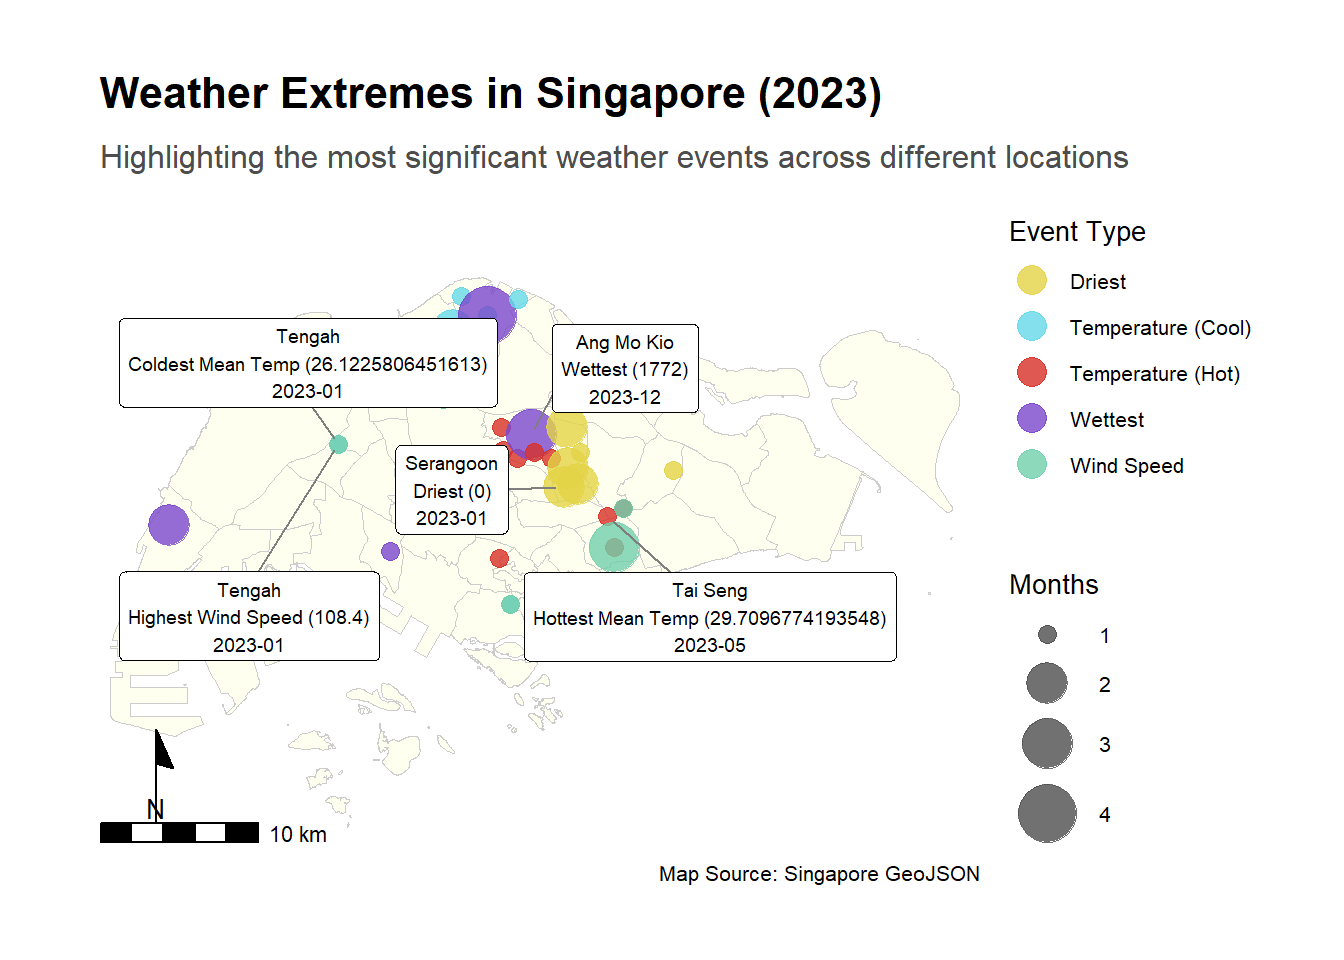 Weather Extremes in Singapore (2023)
Highlighting the most significant weather events across different locations
Event Type
Driest
Temperature (Cool)
Temperature (Hot)
Wettest
Wind Speed
Tengah
Coldest Mean Temp (26.1225806451613)
2023-01
Ang Mo Kio
Wettest (1772)
2023-12
Serangoon
Driest (0)
2023-01
Tengah
Highest Wind Speed (108.4)
2023-01
Tai Seng
Hottest Mean Temp (29.7096774193548)
2023-05
Months
1
2
3
4
N
10 km
Map Source: Singapore GeoJSON